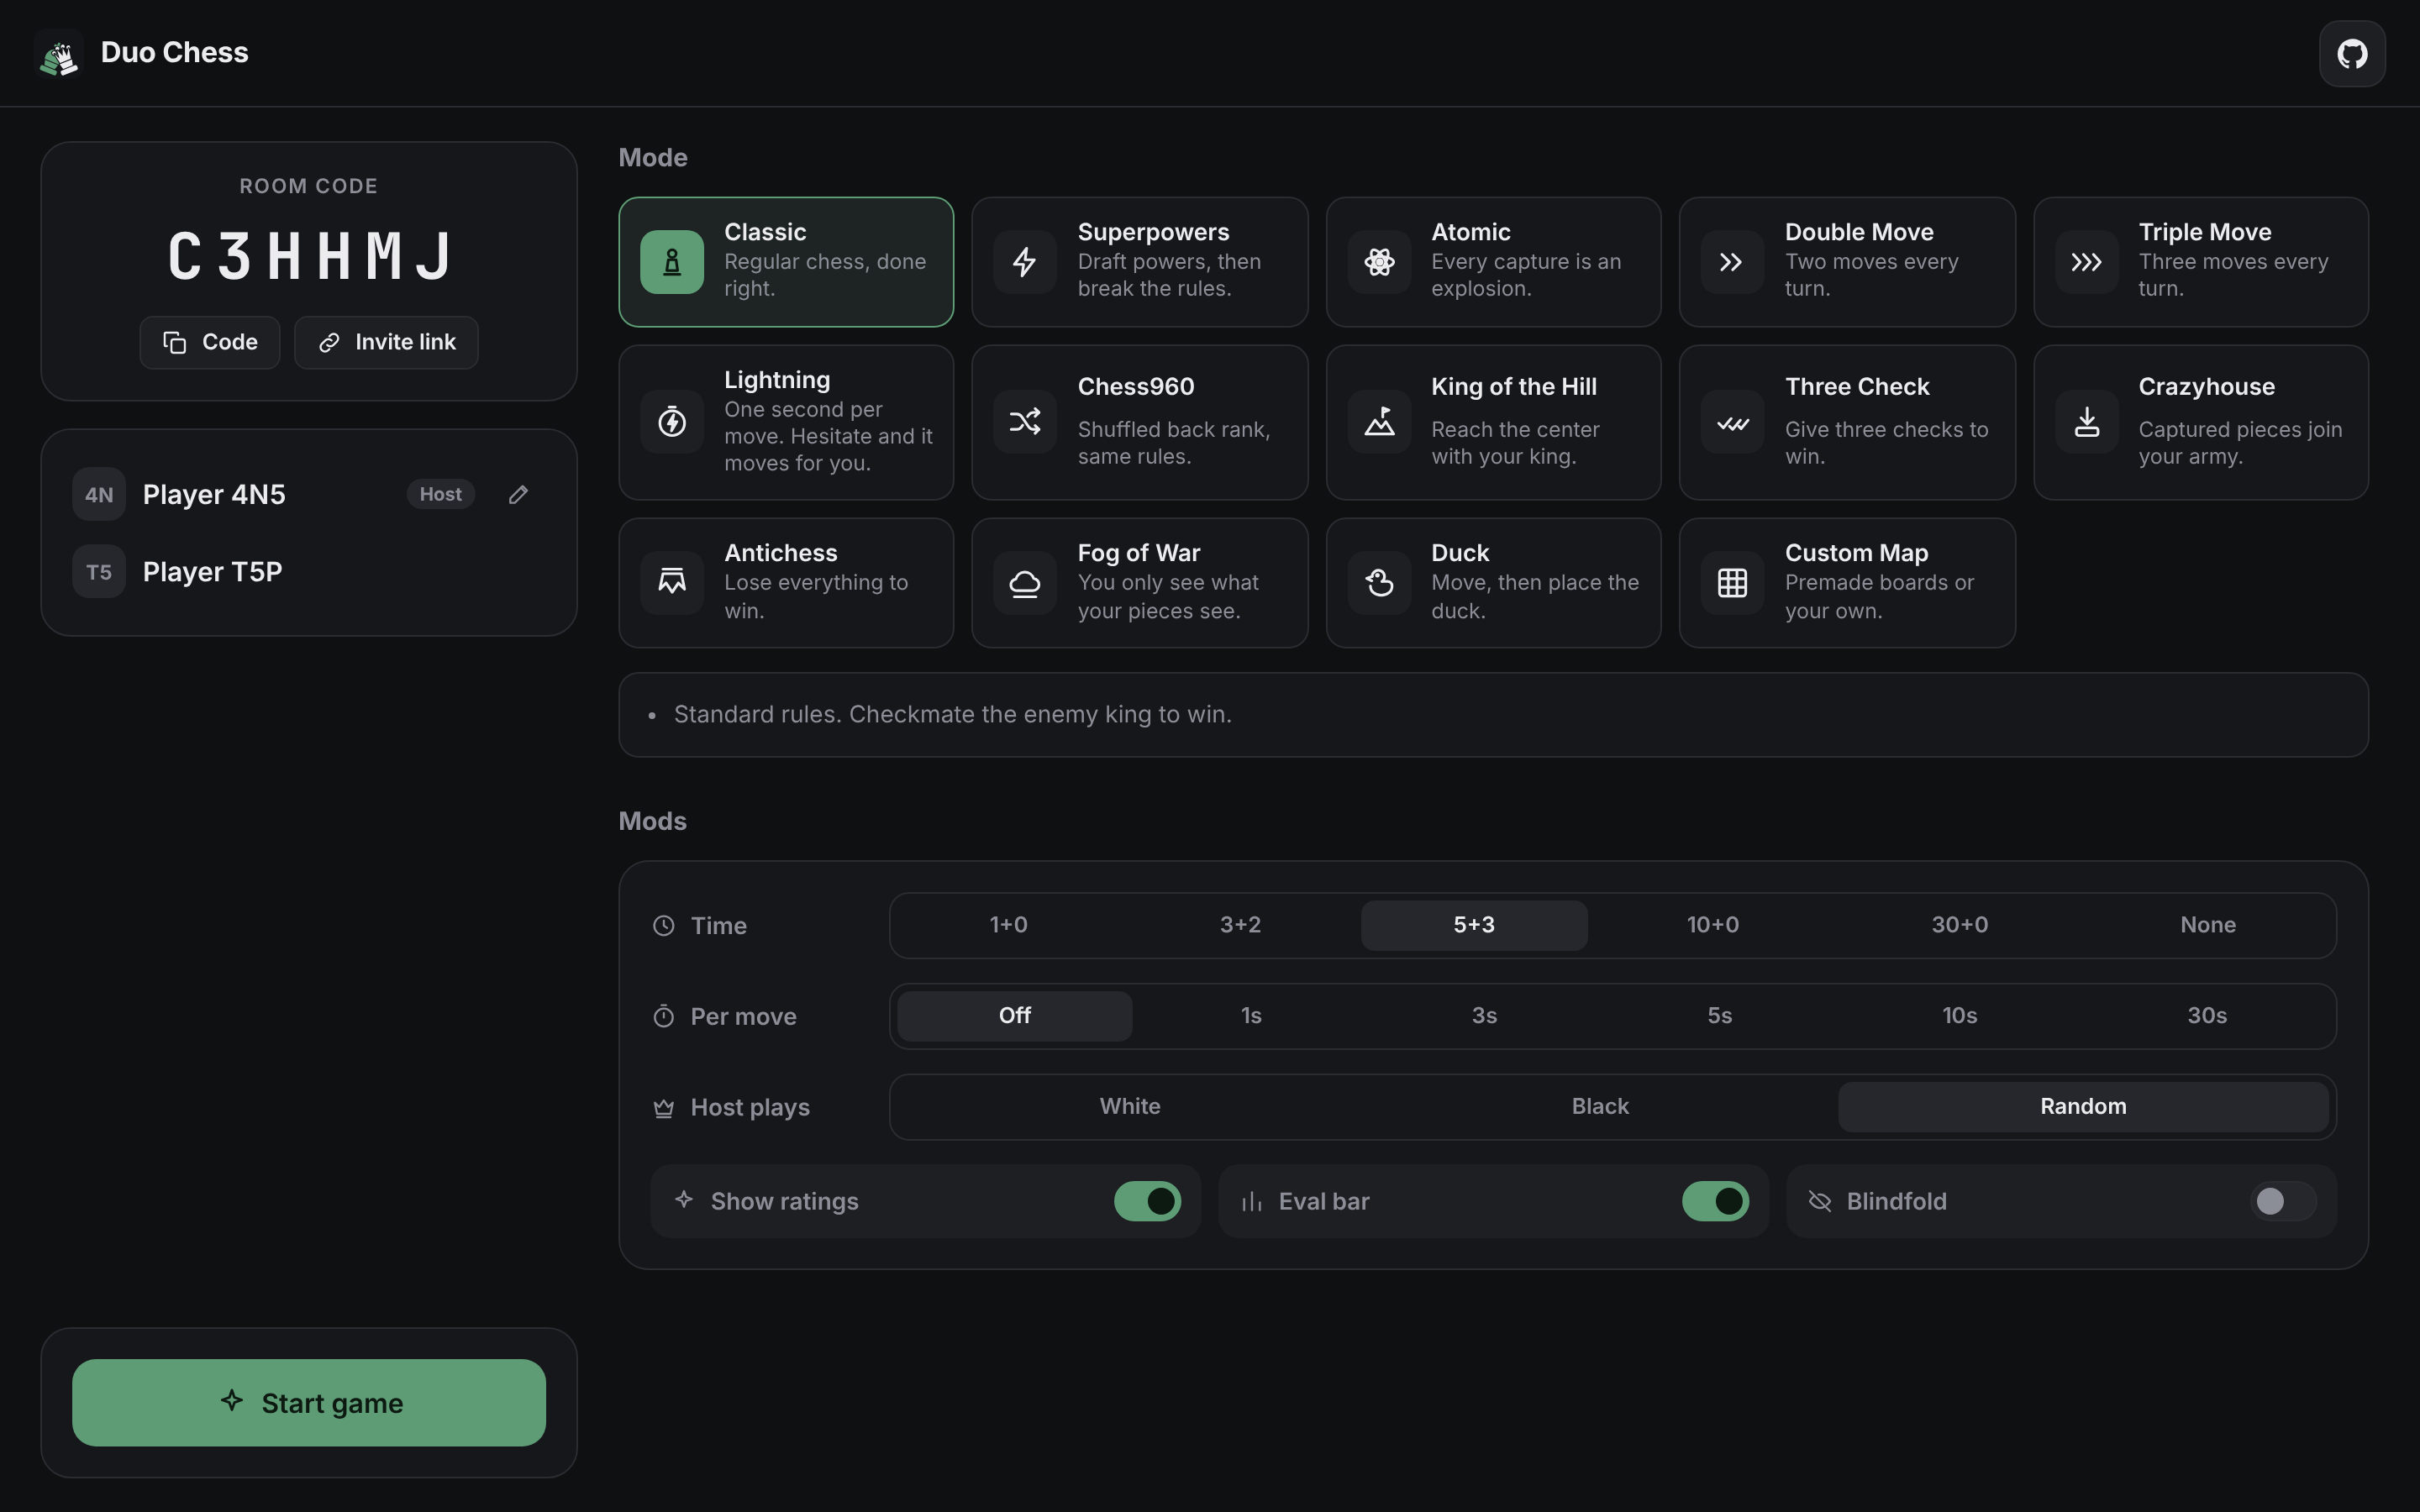 Duo Chess
ROOM CODE
C3HHMJ
Code
Invite link
4N
Player 4N5
Host
T5
Player T5P
Start game
Mode
Classic
Regular chess, done
right.
Superpowers
Draft powers, then
break the rules.
Atomic
Every capture is an
explosion.
Double Move
Two moves every
turn.
Triple Move
Three moves every
turn.
Lightning
One second per
move. Hesitate and it
moves for you.
Chess960
Shuffled back rank,
same rules.
King of the Hill
Reach the center
with your king.
Three Check
Give three checks to
win.
Crazyhouse
Captured pieces join
your army.
Antichess
Lose everything to
win.
Fog of War
You only see what
your pieces see.
Duck
Move, then place the
duck.
Custom Map
Premade boards or
your own.
• Standard rules. Checkmate the enemy king to win.
Mods
Time
1+0
3+2
5+3
10+0
30+0
None
Per move
Off
1s
3s
5s
10s
30s
Host plays
White
Black
Random
Show ratings
Eval bar
Blindfold